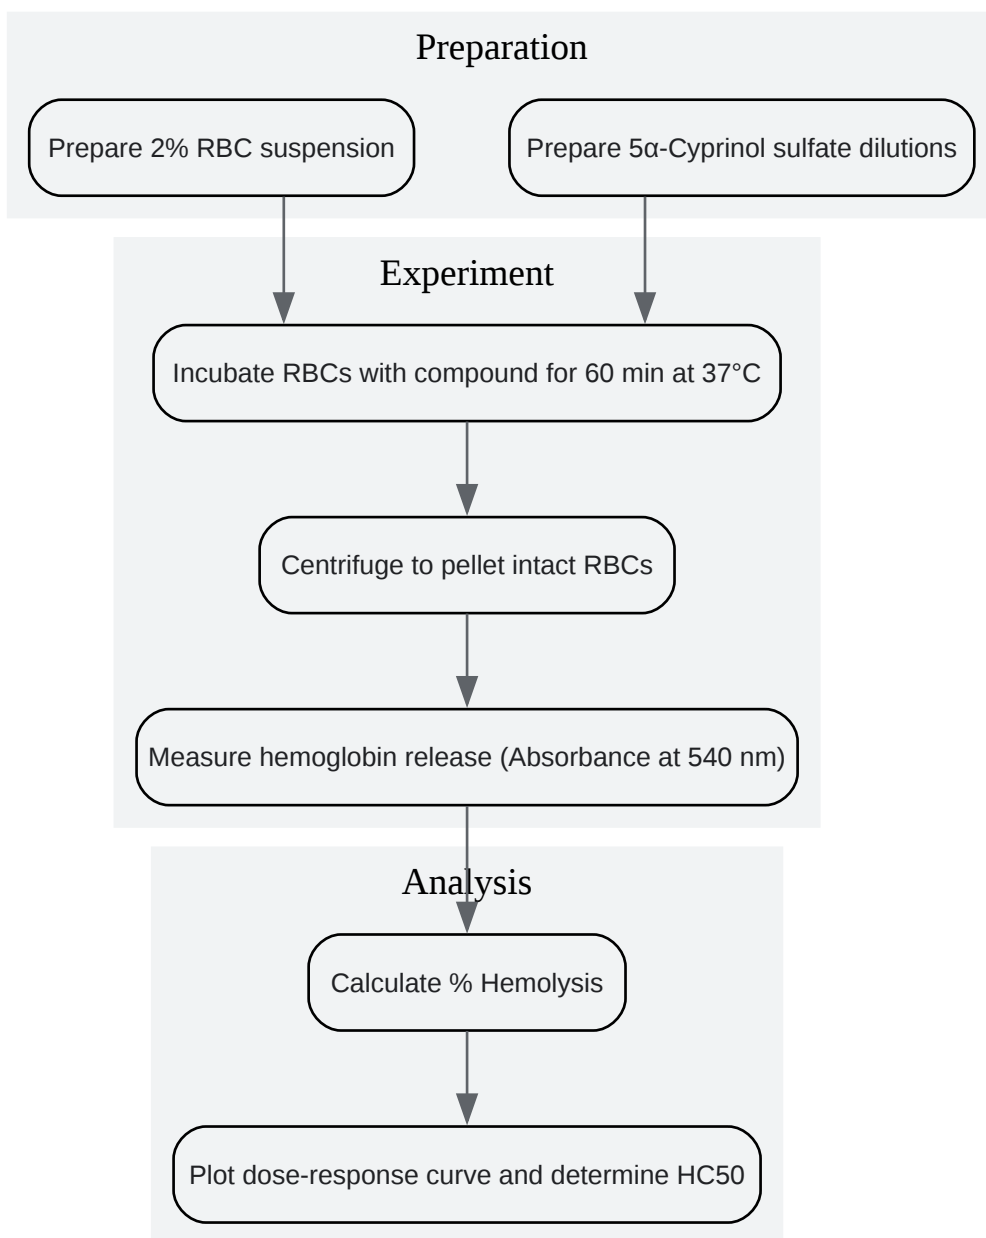 Preparation
Prepare 2% RBC suspension
Prepare 5α-Cyprinol sulfate dilutions
Experiment
Incubate RBCs with compound for 60 min at 37°C
Centrifuge to pellet intact RBCs
Measure hemoglobin release (Absorbance at 540 nm)
Analysis
Calculate % Hemolysis
Plot dose-response curve and determine HC50